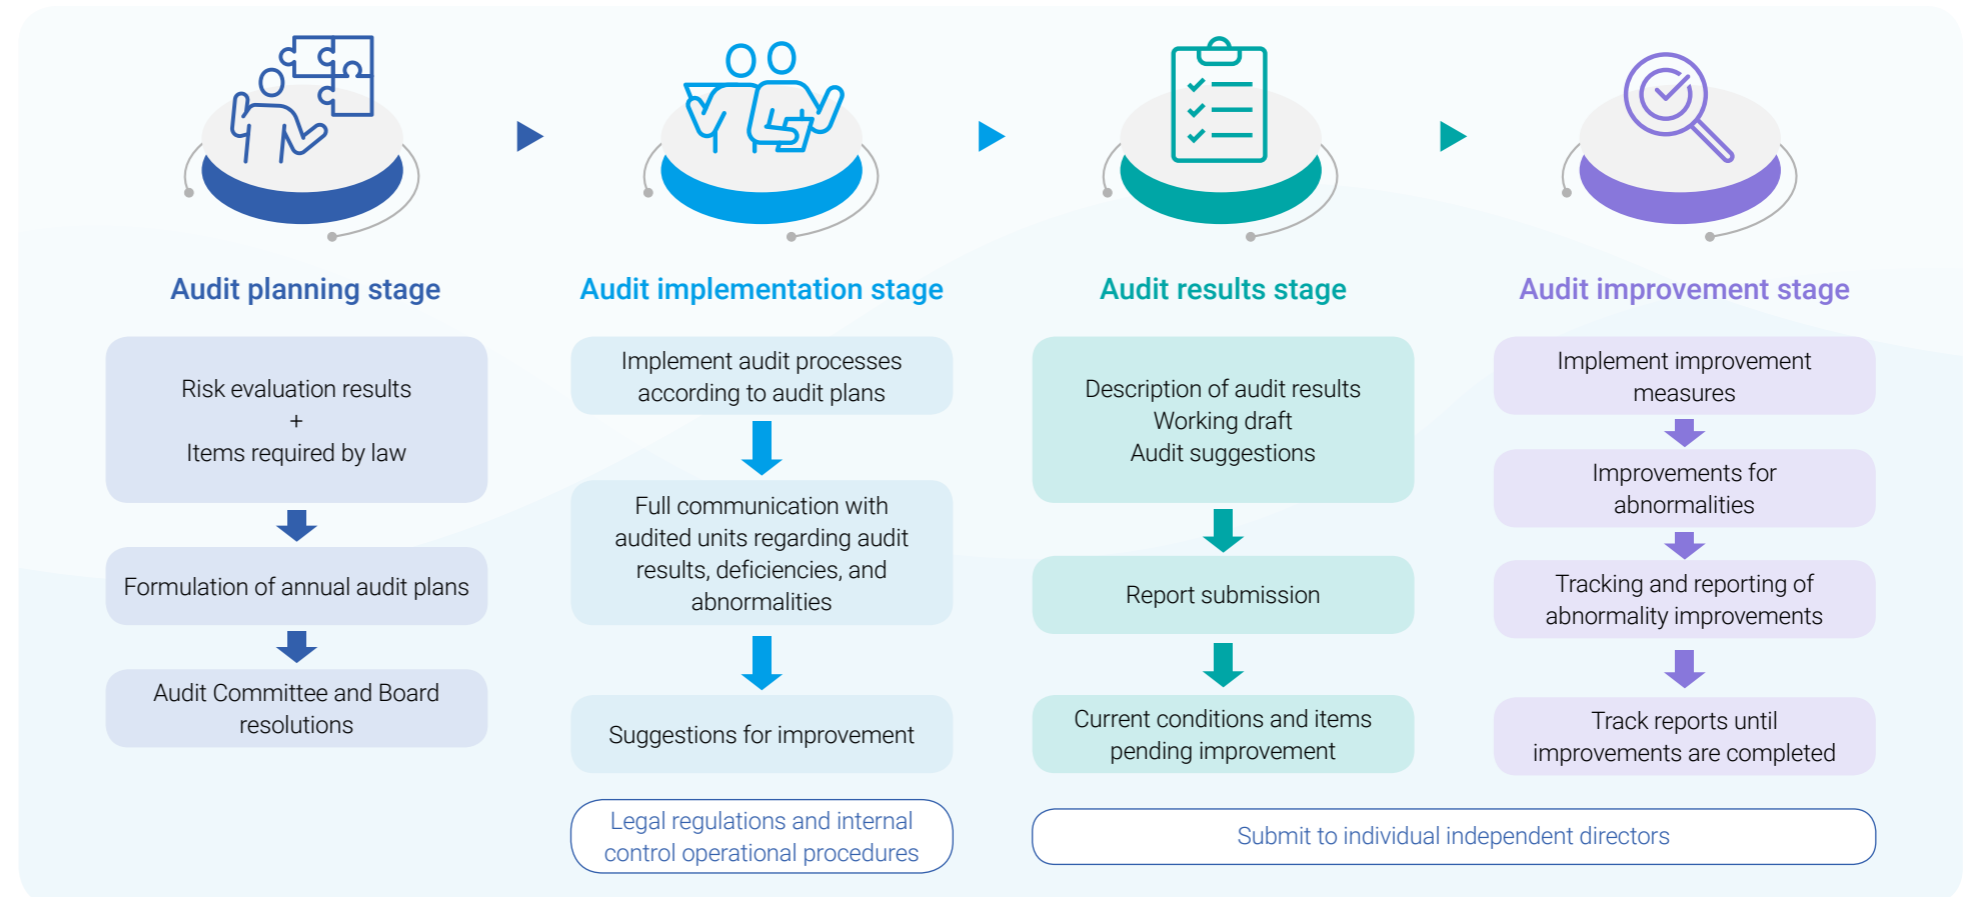 Audit planning stage
Risk evaluation results
+
Items required by law
Formulation of annual audit plans
Audit Committee and Board
resolutions
Audit implementation stage
Implement audit processes
according to audit plans
Full communication with
audited units regarding audit
results, deficiencies, and
abnormalities
Suggestions for improvement
Legal regulations and internal
control operational procedures
Audit results stage
Description of audit results
Working draft
Audit suggestions
Report submission
Current conditions and items
pending improvement
Audit improvement stage
Implement improvement
measures
Improvements for
abnormalities
Tracking and reporting of
abnormality improvements
Track reports until
improvements are completed
Submit to individual independent directors